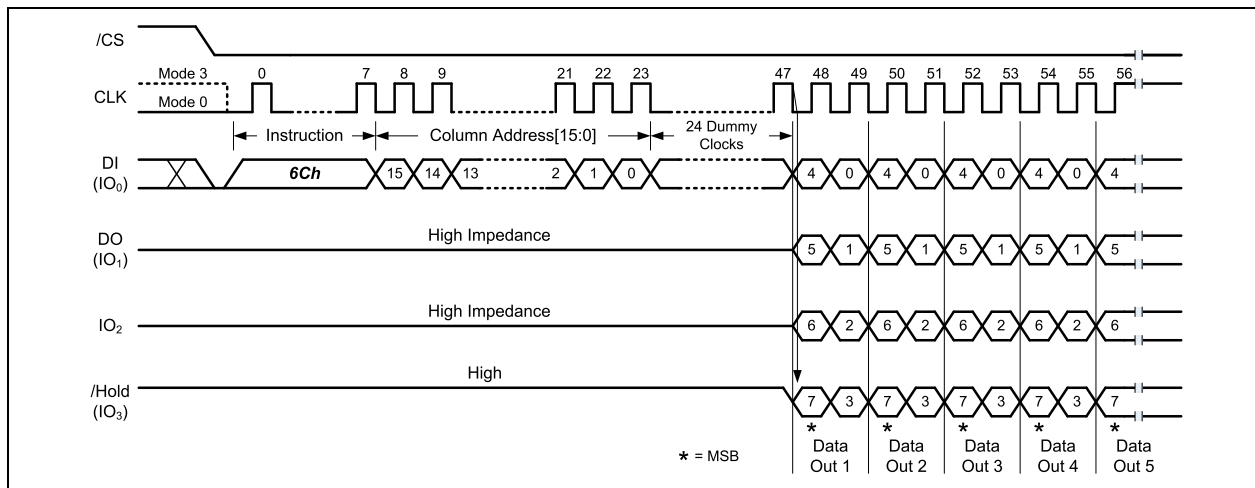 /CS
Mode 3 0 7 8 9 21 22 23 47 48 49 50 51 52 53 54 55 56
CLK
Mode 0
Instruction Column Address[15:0] 24 Dummy
Clocks
DI
(IO0)
6Ch 15 14 13 2 1 0 4 0 4 0 4 0 4 0 4
High Impedance
DO
(IO1)
5 1 5 1 5 1 5 1 5
High Impedance
IO2 6 2 6 2 6 2 6 2 6
High
/Hold
(IO3)
7 3 7 3 7 3 7 3 7
* * * * *
* = MSB
Data Data Data Data Data
Out 1 Out 2 Out 3 Out 4 Out 5